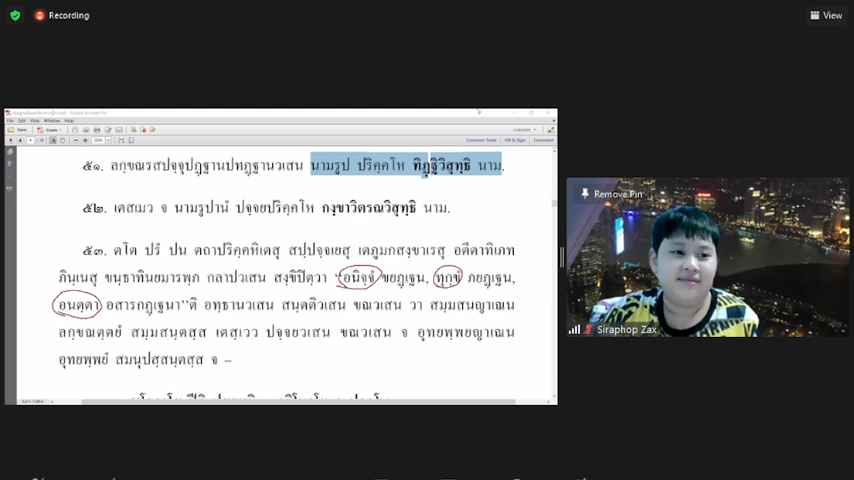 Recording
View
File Edit View Window Help
Open
Create
Common Tools
Fill & Sign
Comment
๕๑. ลกฺขณรสปจฺจุปฏฺฐานปทฏฺฐานวเสน นามรูป ปริคฺคโห ทิฏฺฐิวิสุทฺธิ นาม.
๕๒. เตสเมว จ นามรูปานํ ปจฺจยปริคฺคโห กงฺขาวิตรณวิสุทฺธิ นาม.
๕๓. ตโต ปรํ ปน ตถาปริคฺคหิเตสุ สปฺปจฺจเยสุ เตภูมกสงฺขาเรสุ อตีตาทิเภท
ภินฺเนสุ ขนฺธาทินยมารพฺภ กลาปวเสน สงฺขิปิตฺวา “อนิจฺจํ ขยฏฺเฐน, ทุกฺขํ ภยฏฺเฐน,
อนตฺตา อสารกฏฺเฐนา”ติ อทฺธานวเสน สนฺตติวเสน ขณวเสน วา สมฺมสนญาเณน
ลกฺขณตฺตยํ สมฺมสนฺตสฺส เตสฺเวว ปจฺจยวเสน ขณวเสน จ อุทยพฺพยญาเณน
อุทยพฺพยํ สมนุปสฺสนฺตสฺส จ –
Remove Pin
Siraphop Zax